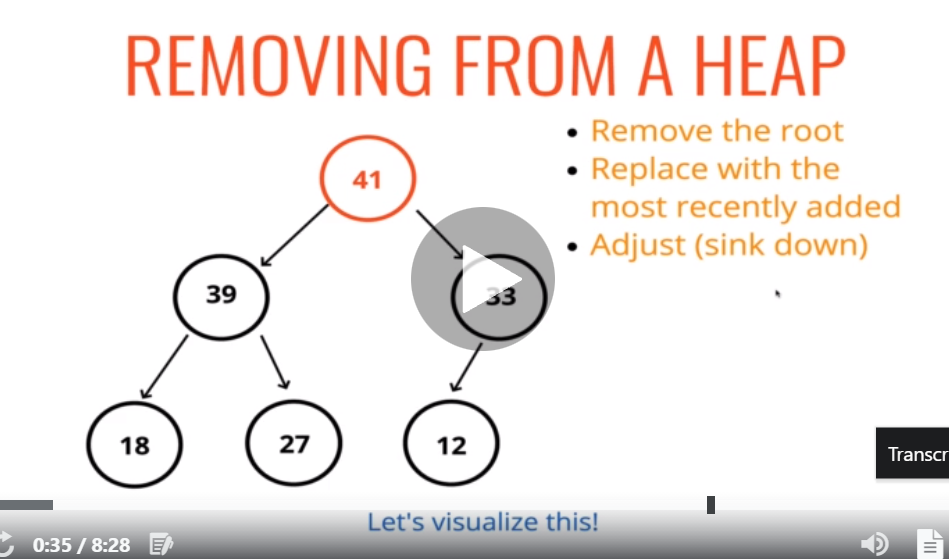 REMOVING FROM A HEAP
• Remove the root
• Replace with the
most recently added
• Adjust (sink down)
41
39
33
18
27
12
Transcr
Let's visualize this!
0:35 / 8:28